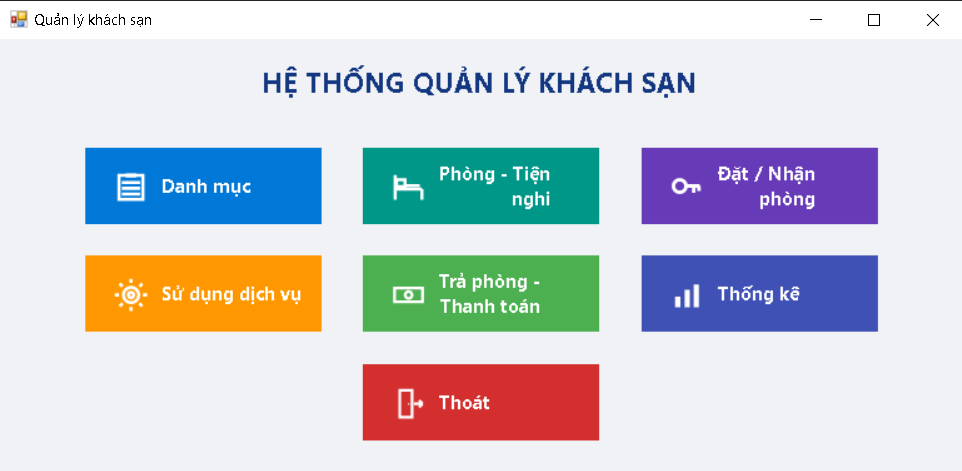 Quản lý khách sạn
HỆ THỐNG QUẢN LÝ KHÁCH SẠN
Danh mục
Phòng - Tiện
nghi
Đặt / Nhận
phòng
Sử dụng dịch vụ
Trả phòng -
Thanh toán
Thống kê
Thoát